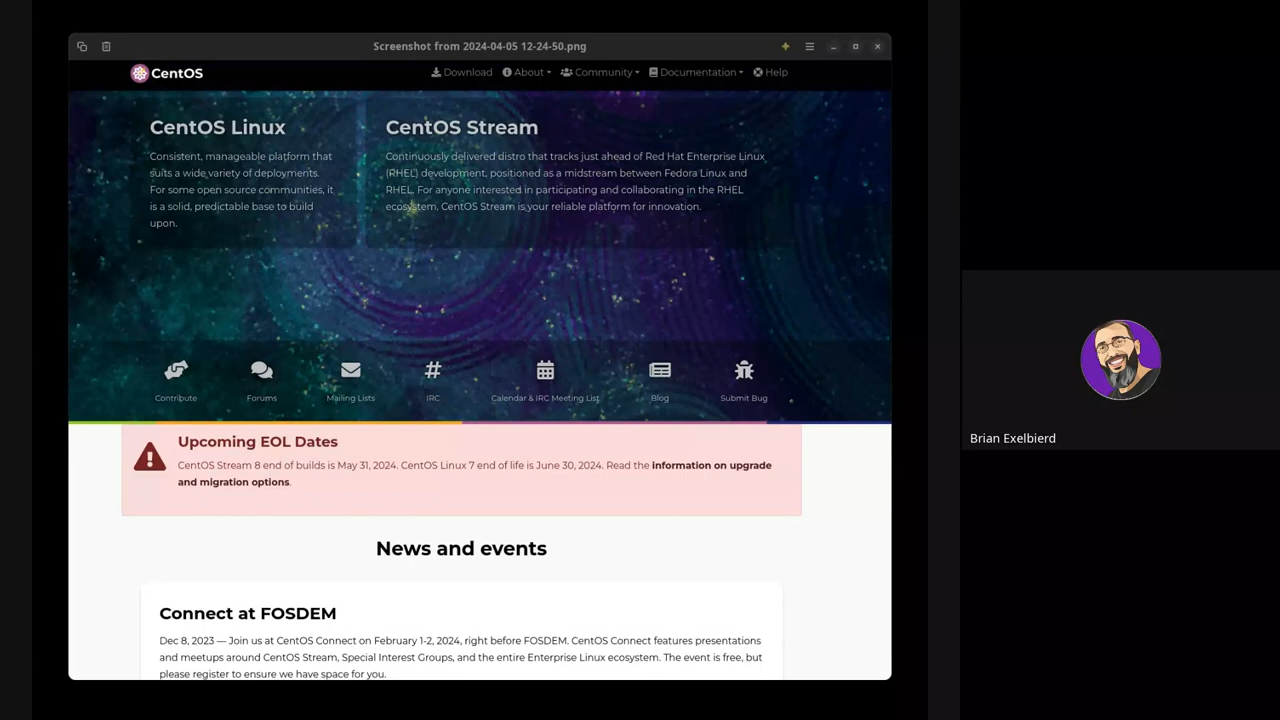 Screenshot from 2024-04-05 12-24-50.png
CentOS
Download
About
Community
Documentation
Help
CentOS Linux
Consistent, manageable platform that
suits a wide variety of deployments.
For some open source communities, it
is a solid, predictable base to build
upon.
CentOS Stream
Continuously delivered distro that tracks just ahead of Red Hat Enterprise Linux
(RHEL) development, positioned as a midstream between Fedora Linux and
RHEL. For anyone interested in participating and collaborating in the RHEL
ecosystem. CentOS Stream is your reliable platform for innovation.
Contribute
Forums
Mailing Lists
IRC
Calendar & IRC Meeting List
Blog
Submit Bug
Upcoming EOL Dates
CentOS Stream 8 end of builds is May 31, 2024. CentOS Linux 7 end of life is June 30, 2024. Read the information on upgrade
and migration options.
News and events
Connect at FOSDEM
Dec 8, 2023 — Join us at CentOS Connect on February 1-2, 2024, right before FOSDEM. CentOS Connect features presentations
and meetups around CentOS Stream, Special Interest Groups, and the entire Enterprise Linux ecosystem. The event is free, but
please register to ensure we have space for you.
Brian Exelbierd